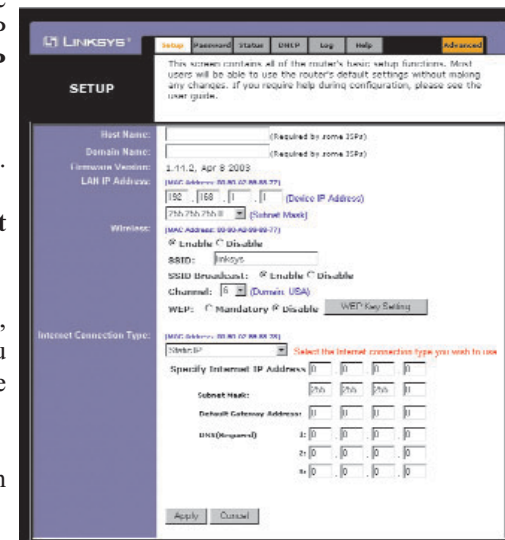 LINKSYS®
Setup Password Status DHCP Log Help Advanced
SETUP
This screen contains all of the router's basic setup functions. Most
users will be able to use the router's default settings without making
any changes. If you require help during configuration, please see the
user guide.
Host Name: (Required by some ISPs)
Domain Name: (Required by some ISPs)
Firmware Version: 1.44.2, Apr 8 2003
LAN IP Address:
192 . 168 . 1 . 1 (Device IP Address)
255.255.255.0 (Subnet Mask)
Wireless:
Enable Disable
SSID: linksys
SSID Broadcast: Enable Disable
Channel: 6 (Domain: USA)
WEP: Mandatory Disable WEP Key Setting
Internet Connection Type:
Static IP Select the Internet connection type you wish to use
Specify Internet IP Address 0 . 0 . 0 . 0
Subnet Mask: 255 . 255 . 255 . 0
Default Gateway Address: 0 . 0 . 0 . 0
DNS(Required) 1: 0 . 0 . 0 . 0
2: 0 . 0 . 0 . 0
3: 0 . 0 . 0 . 0
Apply Cancel